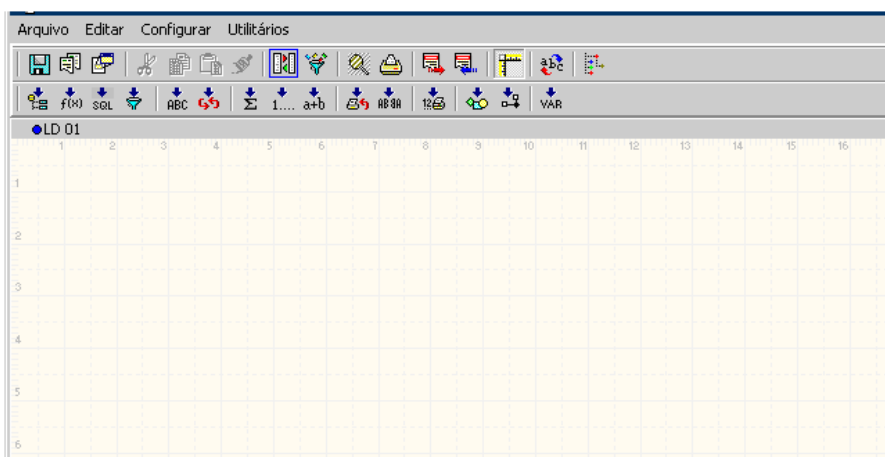 Arquivo Editar Configurar Utilitários
abc
f(x) SQL ABC Σ 1.... a+b AB 12 VAR
LD 01
1 2 3 4 5 6 7 8 9 10 11 12 13 14 15 16
1
2
3
4
5
6